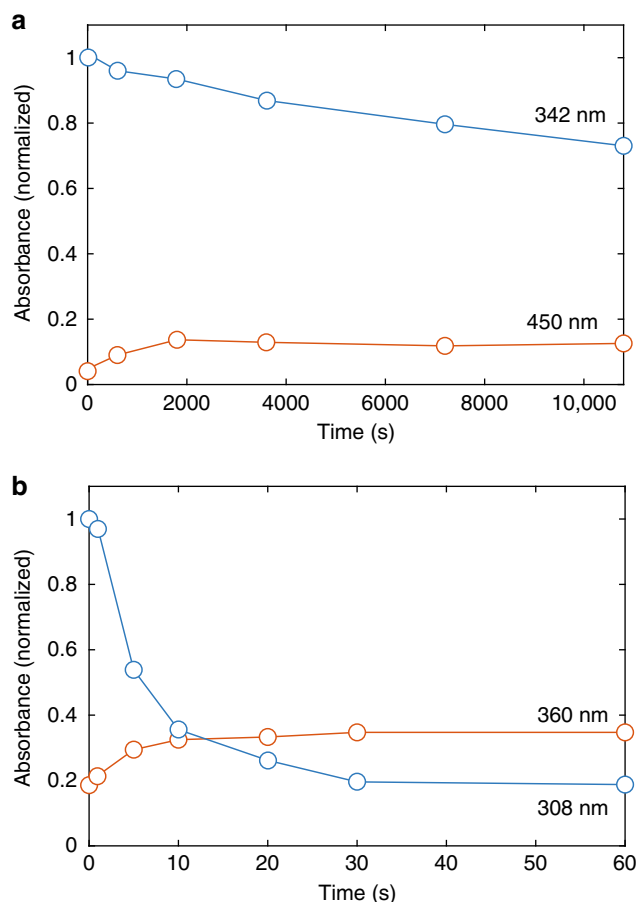 a
1
0.8
0.6
0.4
0.2
0
Absorbance (normalized)
342 nm
450 nm
0 2000 4000 6000 8000 10,000
Time (s)
b
1
0.8
0.6
0.4
0.2
0
Absorbance (normalized)
360 nm
308 nm
0 10 20 30 40 50 60
Time (s)